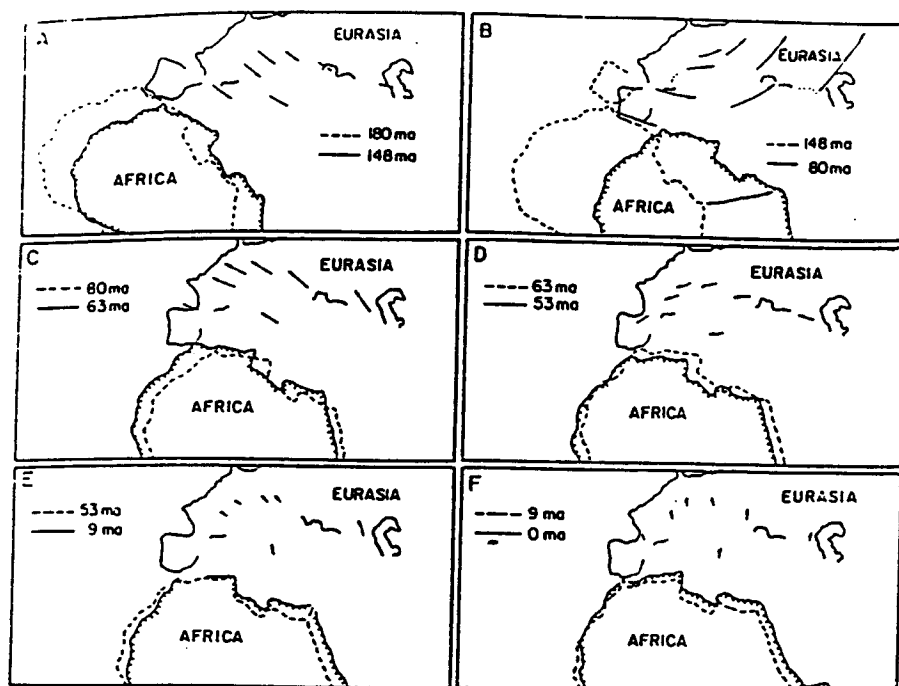 A
EURASIA
180 ma
148 ma
AFRICA
B
EURASIA
148 ma
80 ma
AFRICA
C
EURASIA
80 ma
63 ma
AFRICA
D
EURASIA
63 ma
53 ma
AFRICA
E
EURASIA
53 ma
9 ma
AFRICA
F
EURASIA
9 ma
0 ma
AFRICA